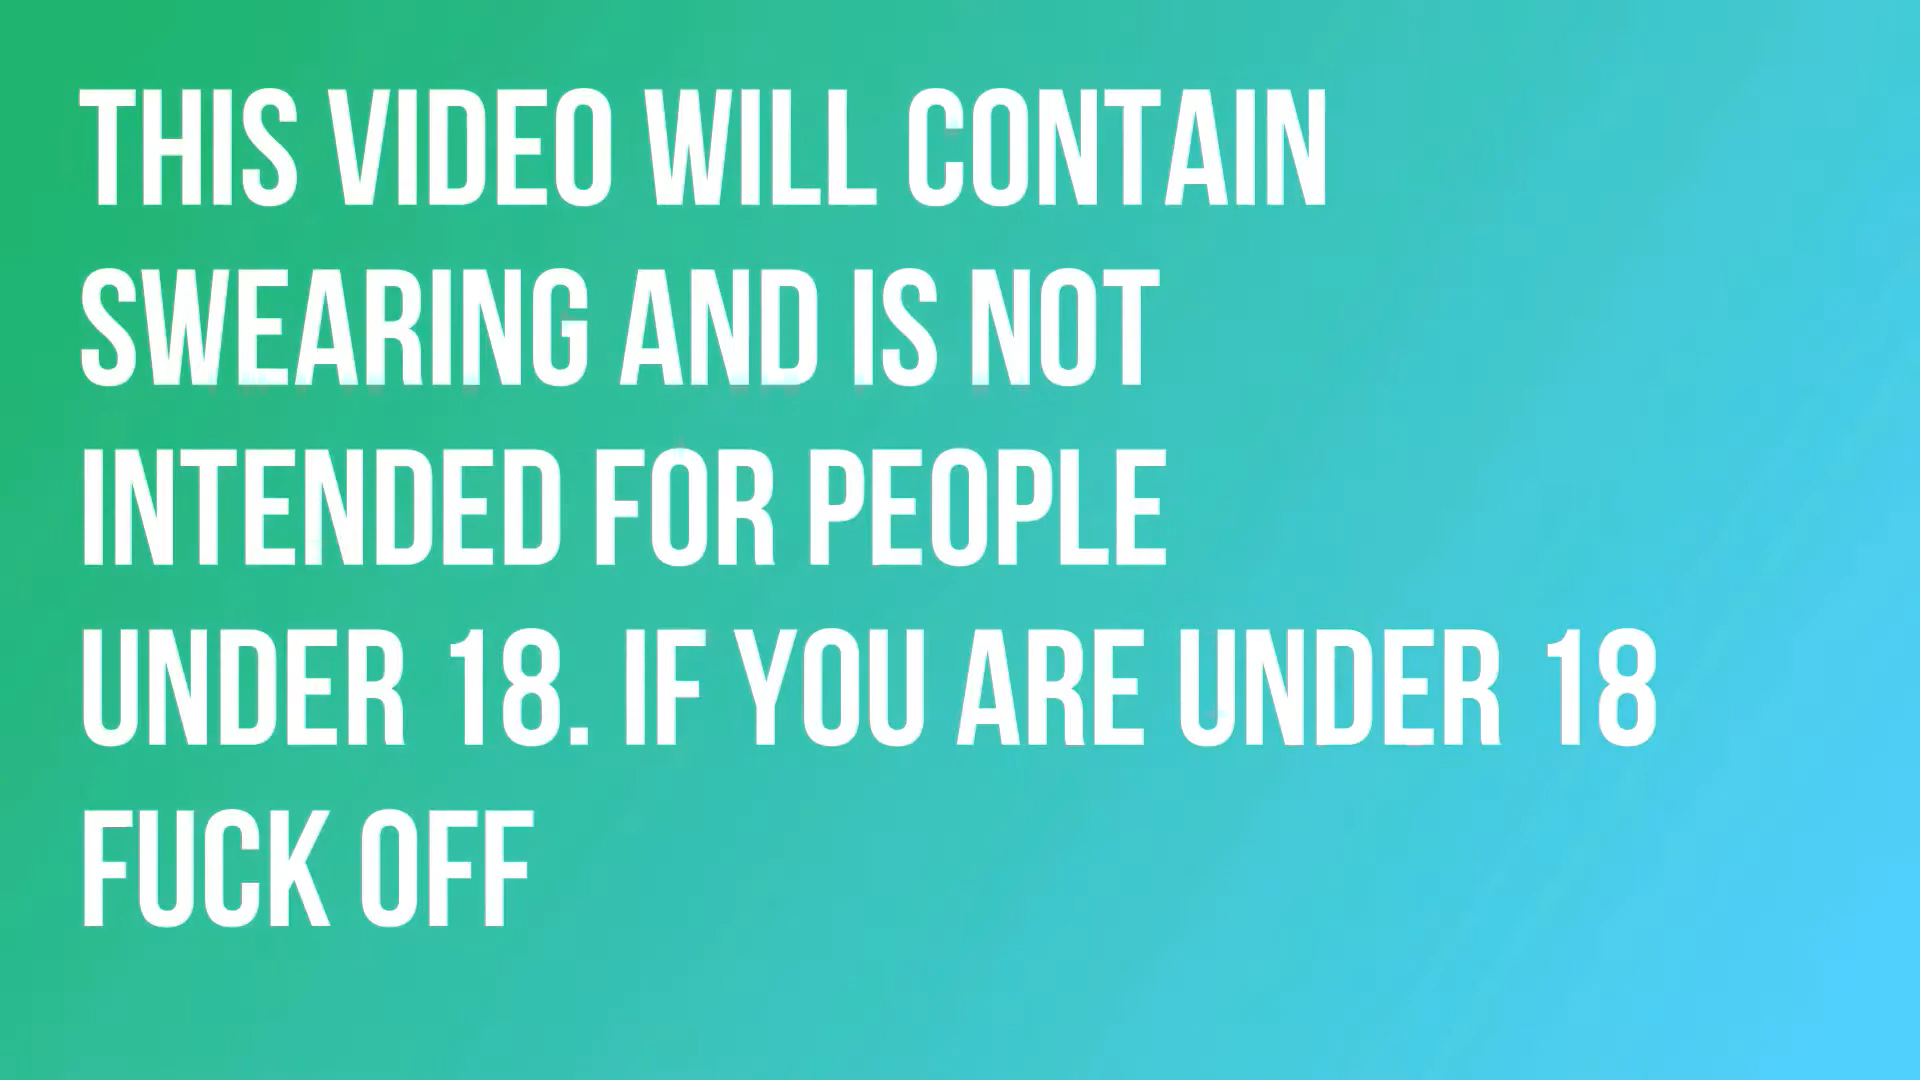 THIS VIDEO WILL CONTAIN
SWEARING AND IS NOT
INTENDED FOR PEOPLE
UNDER 18. IF YOU ARE UNDER 18
FUCK OFF